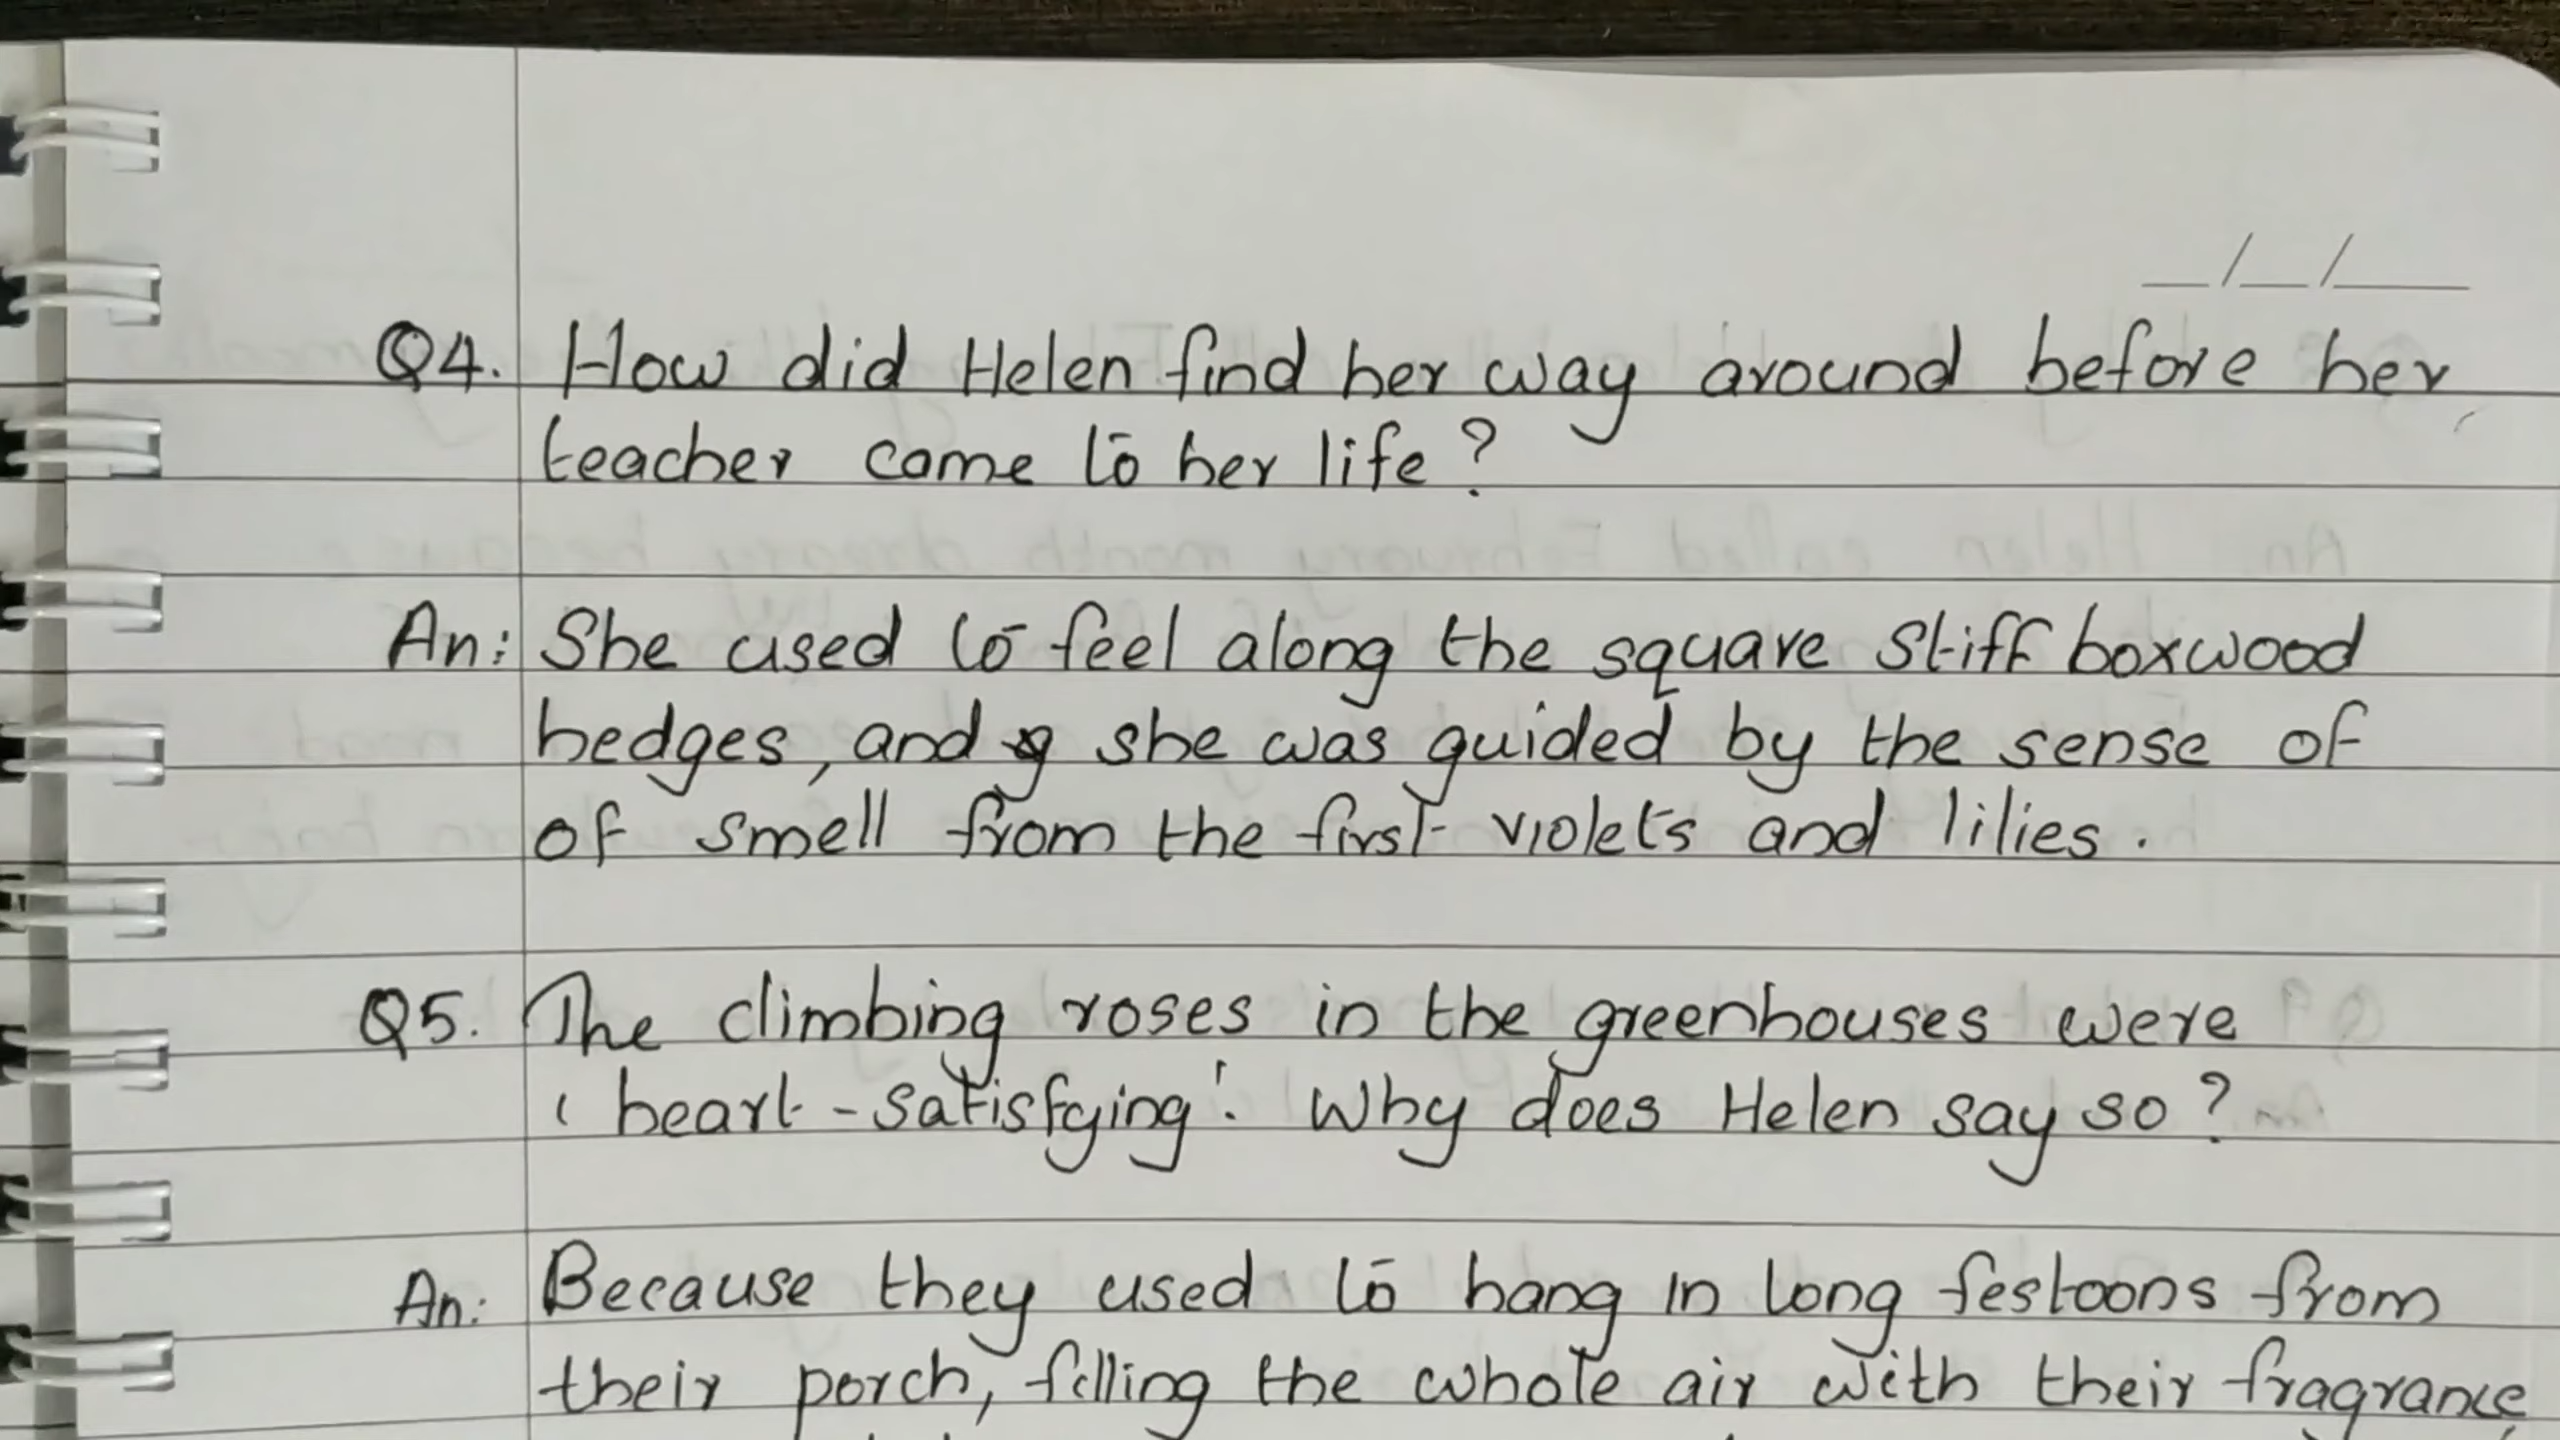 __/__/____
Q4. How did Helen find her way around before her
teacher came to her life?
An: She used to feel along the square stiff boxwood
hedges, and she was guided by the sense of
of smell from the first violets and lilies.
Q5. The climbing roses in the greenhouses were
'heart-satisfying'. Why does Helen say so?
An: Because they used to hang in long festoons from
their porch, filling the whole air with their fragrance